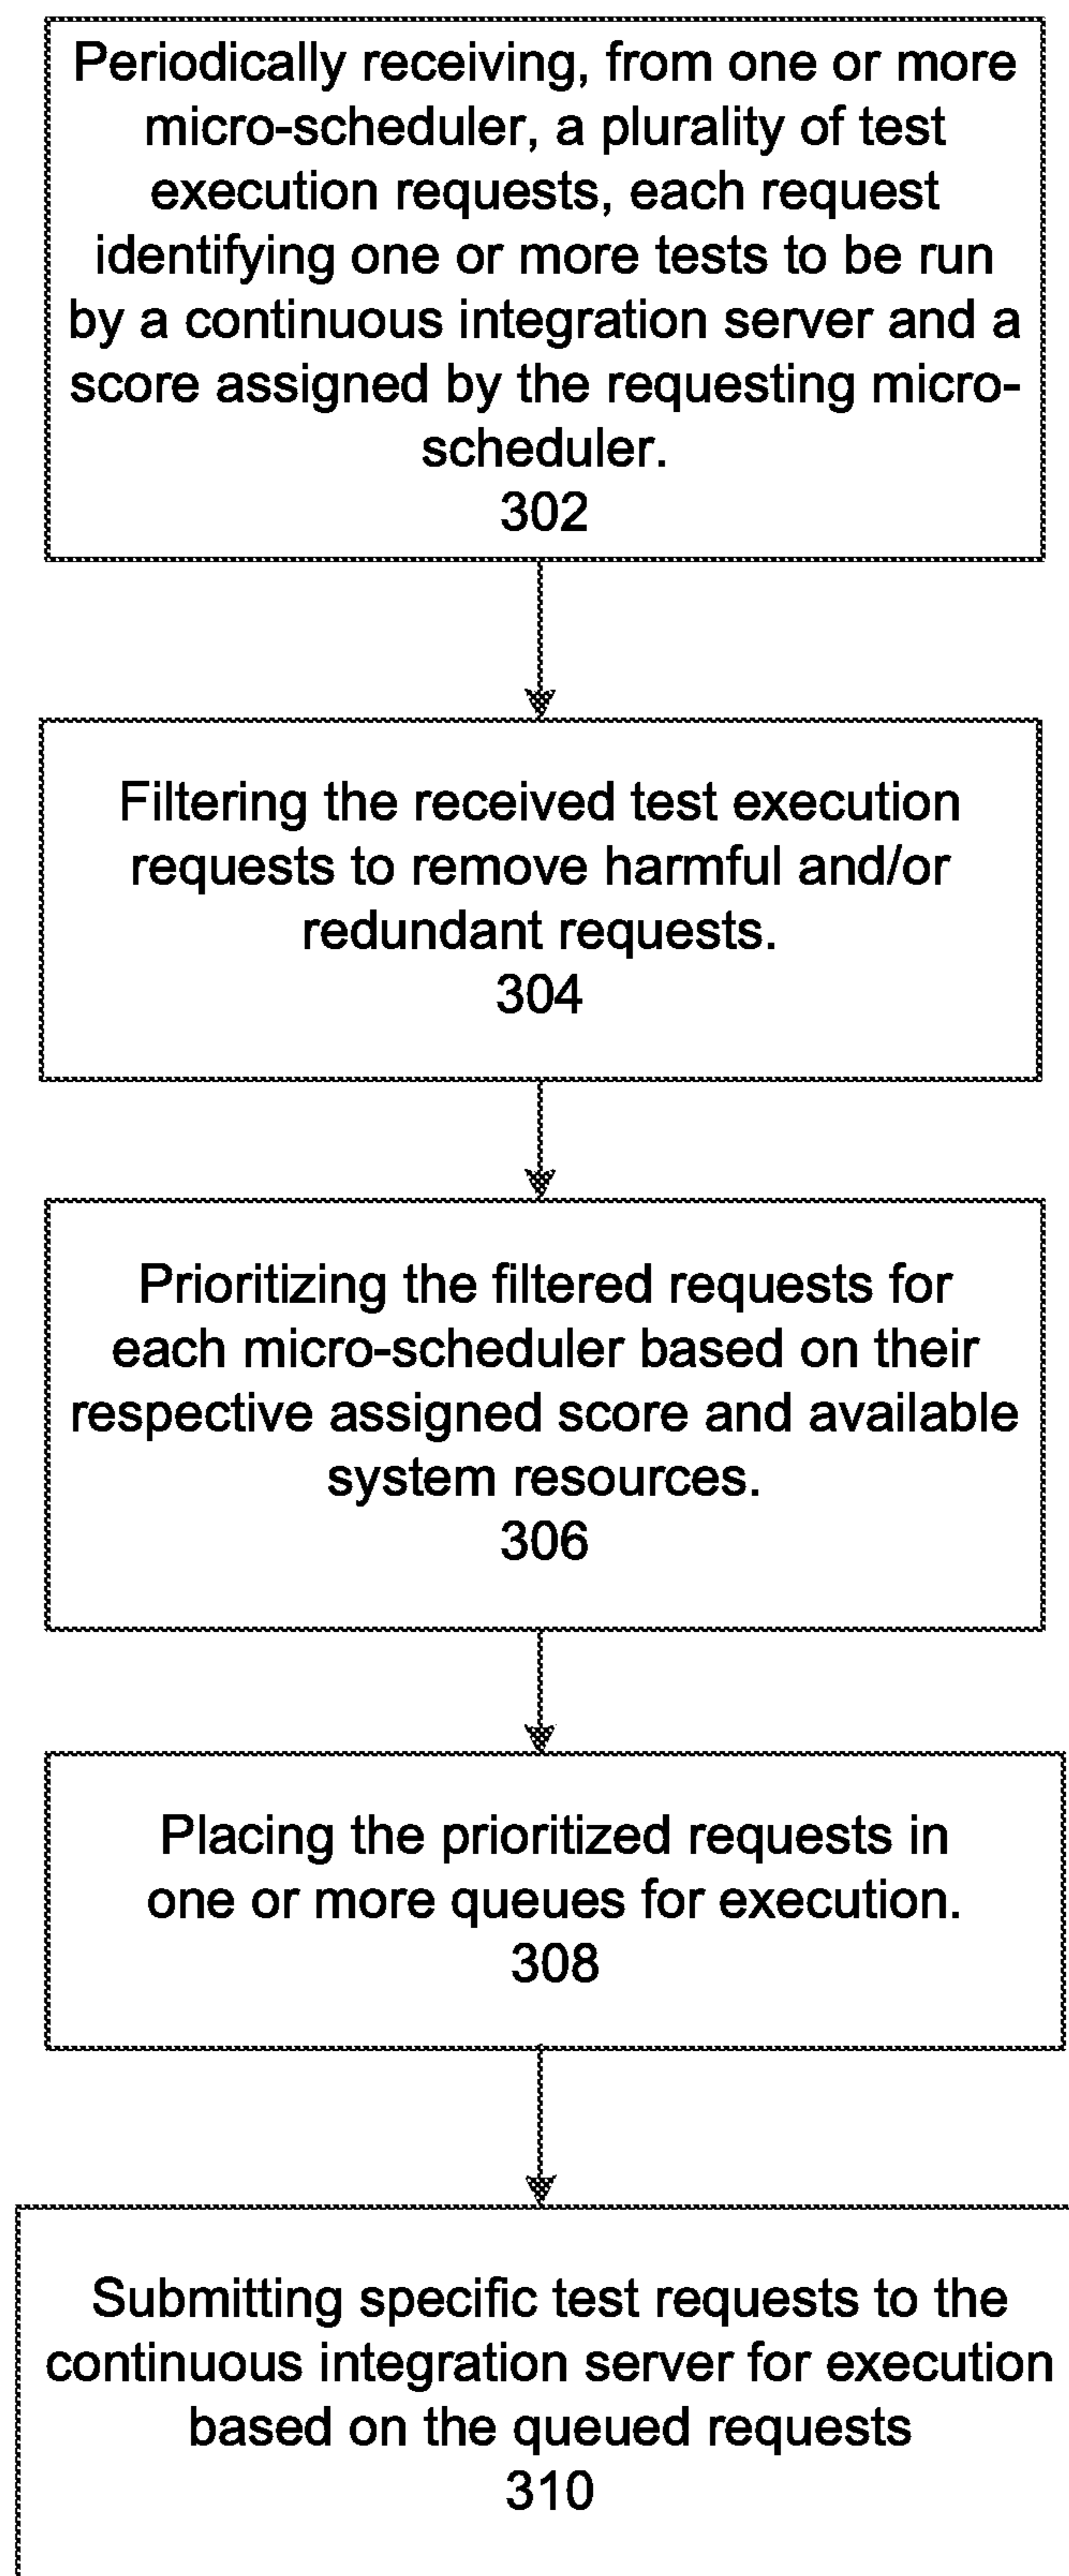 Periodically receiving, from one or more
micro-scheduler, a plurality of test
execution requests, each request
identifying one or more tests to be run
by a continuous integration server and a
score assigned by the requesting micro-
scheduler.
302
Filtering the received test execution
requests to remove harmful and/or
redundant requests.
304
Prioritizing the filtered requests for
each micro-scheduler based on their
respective assigned score and available
system resources.
306
Placing the prioritized requests in
one or more queues for execution.
308
Submitting specific test requests to the
continuous integration server for execution
based on the queued requests
310